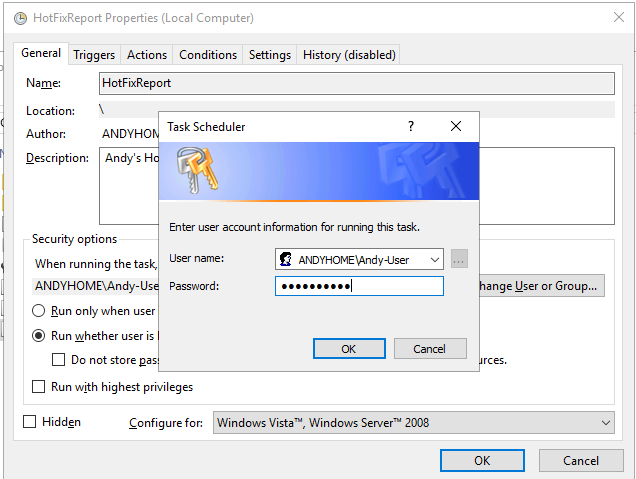 HotFixReport Properties (Local Computer)
General Triggers Actions Conditions Settings History (disabled)
Name: HotFixReport
Location: \
Author: ANDYHOM
Description: Andy's Ho
Task Scheduler ?
Enter user account information for running this task.
User name: ANDYHOME\Andy-User ...
Password: ●●●●●●●●●●
OK Cancel
Security options
When running the task,
ANDYHOME\Andy-Use hange User or Group...
Run only when user
Run whether user is l
Do not store pas urces.
Run with highest privileges
Hidden Configure for: Windows Vista™, Windows Server™ 2008
OK Cancel